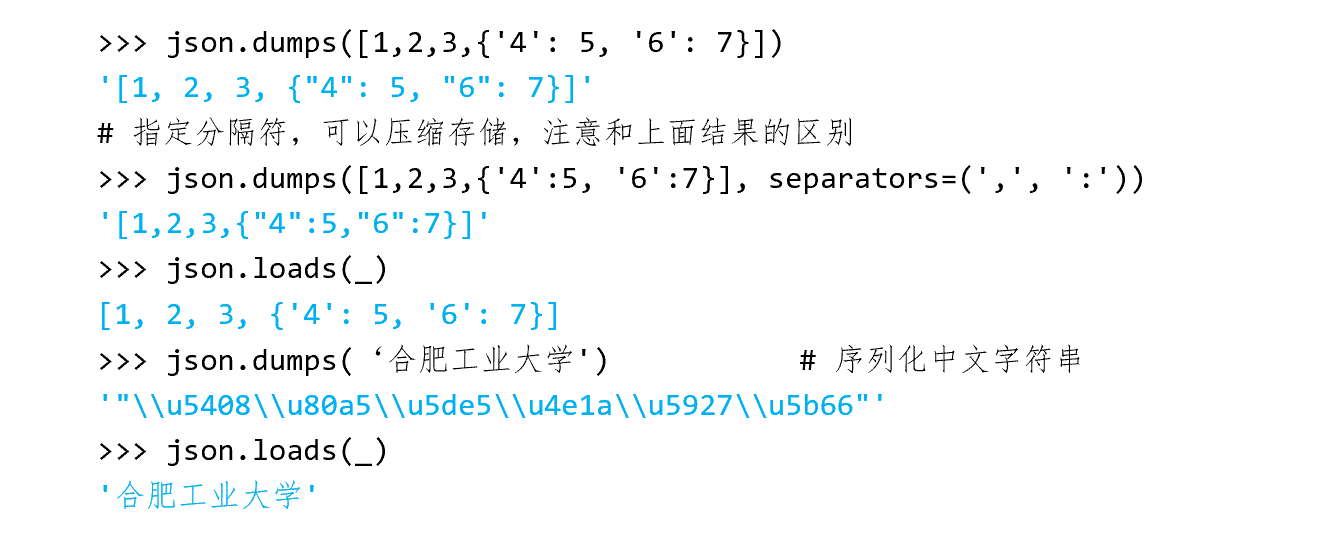 >>> json.dumps([1,2,3,{'4': 5, '6': 7}])
'[1, 2, 3, {"4": 5, "6": 7}]'
# 指定分隔符，可以压缩存储，注意和上面结果的区别
>>> json.dumps([1,2,3,{'4':5, '6':7}], separators=(',', ':'))
'[1,2,3,{"4":5,"6":7}]'
>>> json.loads(_)
[1, 2, 3, {'4': 5, '6': 7}]
>>> json.dumps(‘合肥工业大学') # 序列化中文字符串
'"\\u5408\\u80a5\\u5de5\\u4e1a\\u5927\\u5b66"'
>>> json.loads(_)
'合肥工业大学'